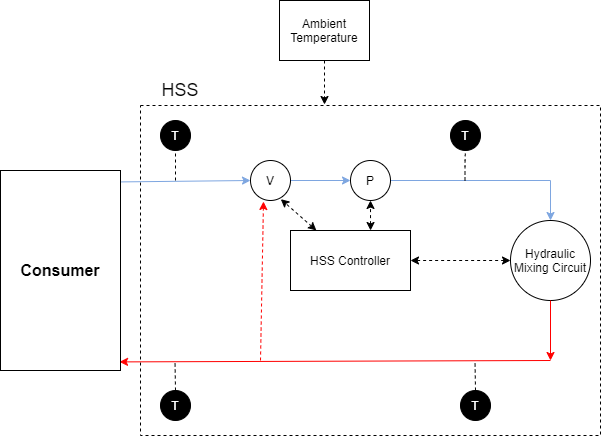 Ambient
Temperature
HSS
T
T
V
P
Consumer
HSS Controller
Hydraulic
Mixing Circuit
T
T